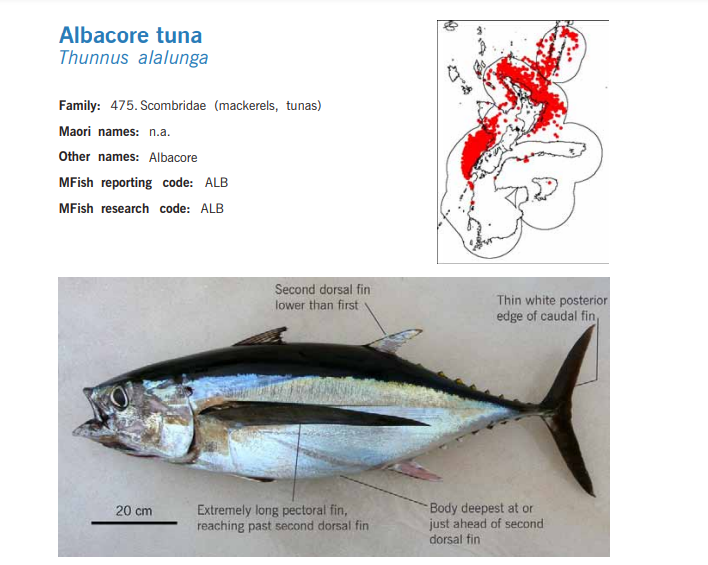 Albacore tuna
Thunnus alalunga
Family: 475. Scombridae (mackerels, tunas)
Maori names: n.a.
Other names: Albacore
MFish reporting code: ALB
MFish research code: ALB
Second dorsal fin
lower than first
Thin white posterior
edge of caudal fin
20 cm
Extremely long pectoral fin,
reaching past second dorsal fin
Body deepest at or
just ahead of second
dorsal fin